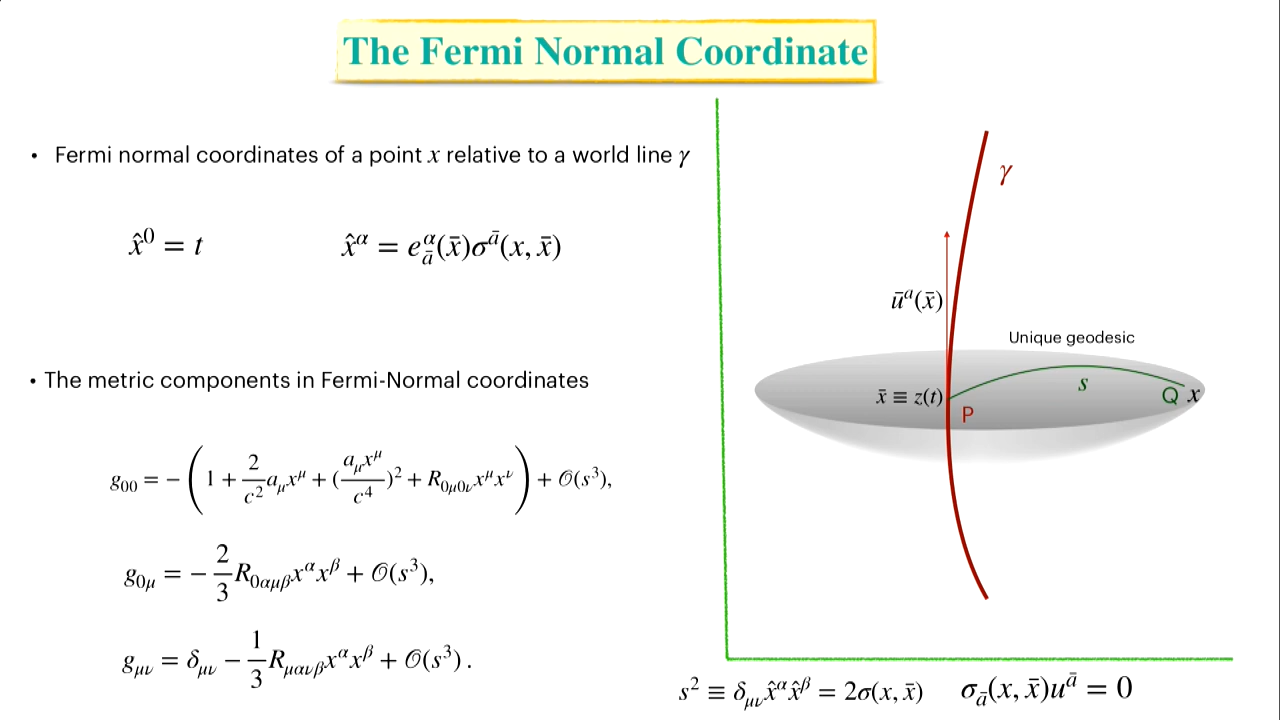 The Fermi Normal Coordinate
• Fermi normal coordinates of a point x relative to a world line γ
x̂⁰ = t
x̂^α = e^α_ā(x̄)σ^ā(x, x̄)
• The metric components in Fermi-Normal coordinates
g₀₀ = −(1 + 2/c² a_μx^μ + (a_μx^μ/c⁴)² + R_{0μ0ν}x^μx^ν) + 𝒪(s³),
g_{0μ} = −2/3 R_{0αμβ}x^αx^β + 𝒪(s³),
g_{μν} = δ_{μν} − 1/3 R_{μανβ}x^αx^β + 𝒪(s³).
γ
ū^a(x̄)
Unique geodesic
x̄ ≡ z(t)
P
s
Q x
s² ≡ δ_{μν}x̂^αx̂^β = 2σ(x, x̄)
σ_ā(x, x̄)u^ā = 0